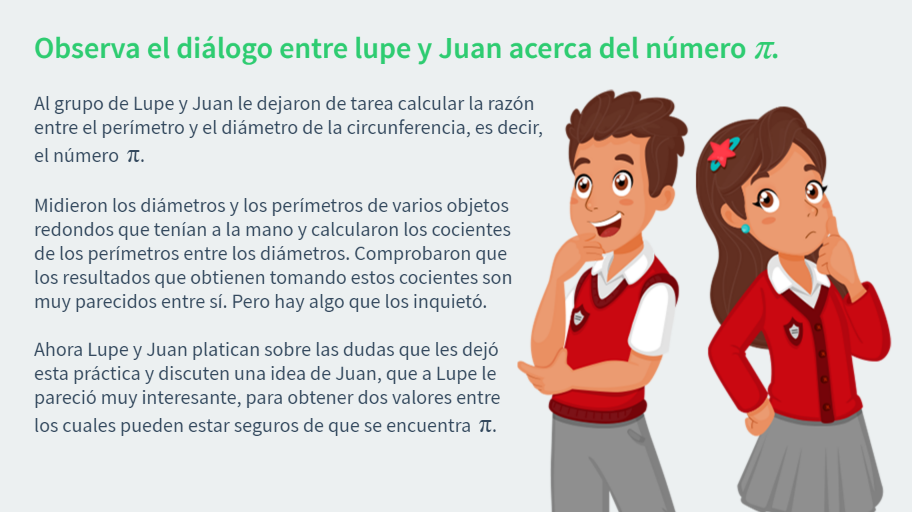 Observa el diálogo entre lupe y Juan acerca del número π.
Al grupo de Lupe y Juan le dejaron de tarea calcular la razón
entre el perímetro y el diámetro de la circunferencia, es decir,
el número π.
Midieron los diámetros y los perímetros de varios objetos
redondos que tenían a la mano y calcularon los cocientes
de los perímetros entre los diámetros. Comprobaron que
los resultados que obtienen tomando estos cocientes son
muy parecidos entre sí. Pero hay algo que los inquietó.
Ahora Lupe y Juan platican sobre las dudas que les dejó
esta práctica y discuten una idea de Juan, que a Lupe le
pareció muy interesante, para obtener dos valores entre
los cuales pueden estar seguros de que se encuentra π.